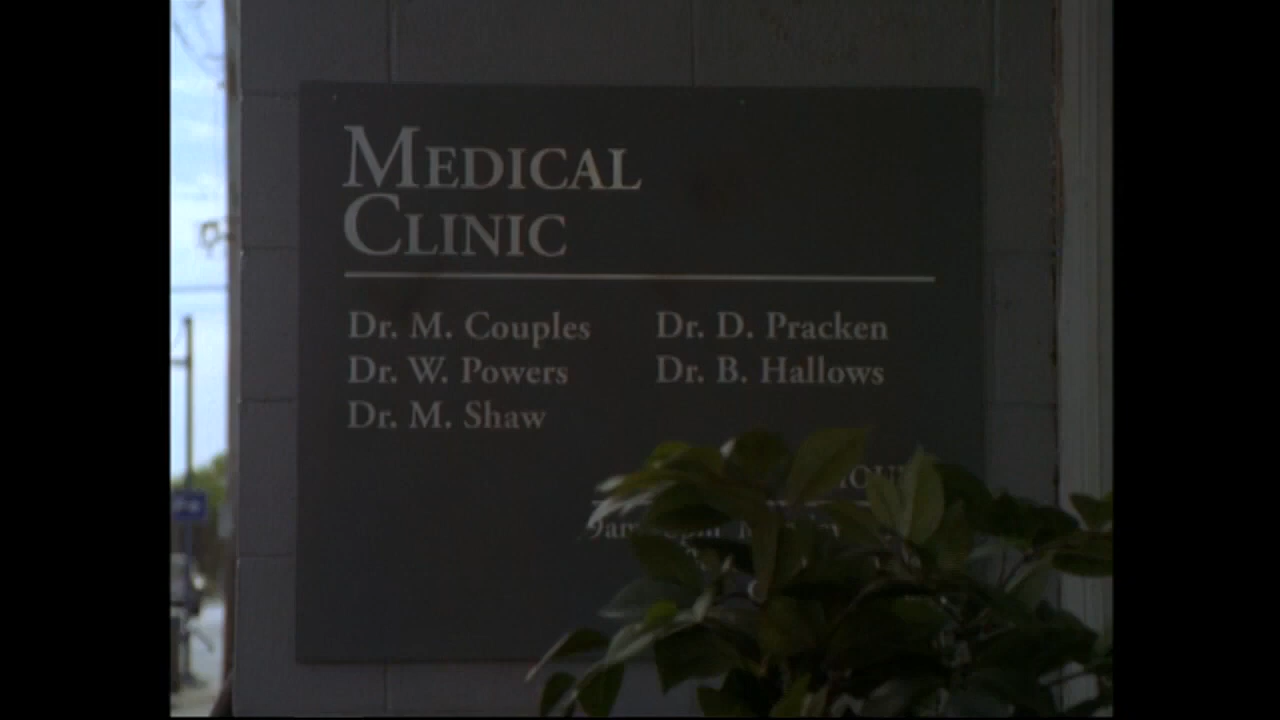 MEDICAL
CLINIC
Dr. M. Couples
Dr. W. Powers
Dr. M. Shaw
Dr. D. Pracken
Dr. B. Hallows